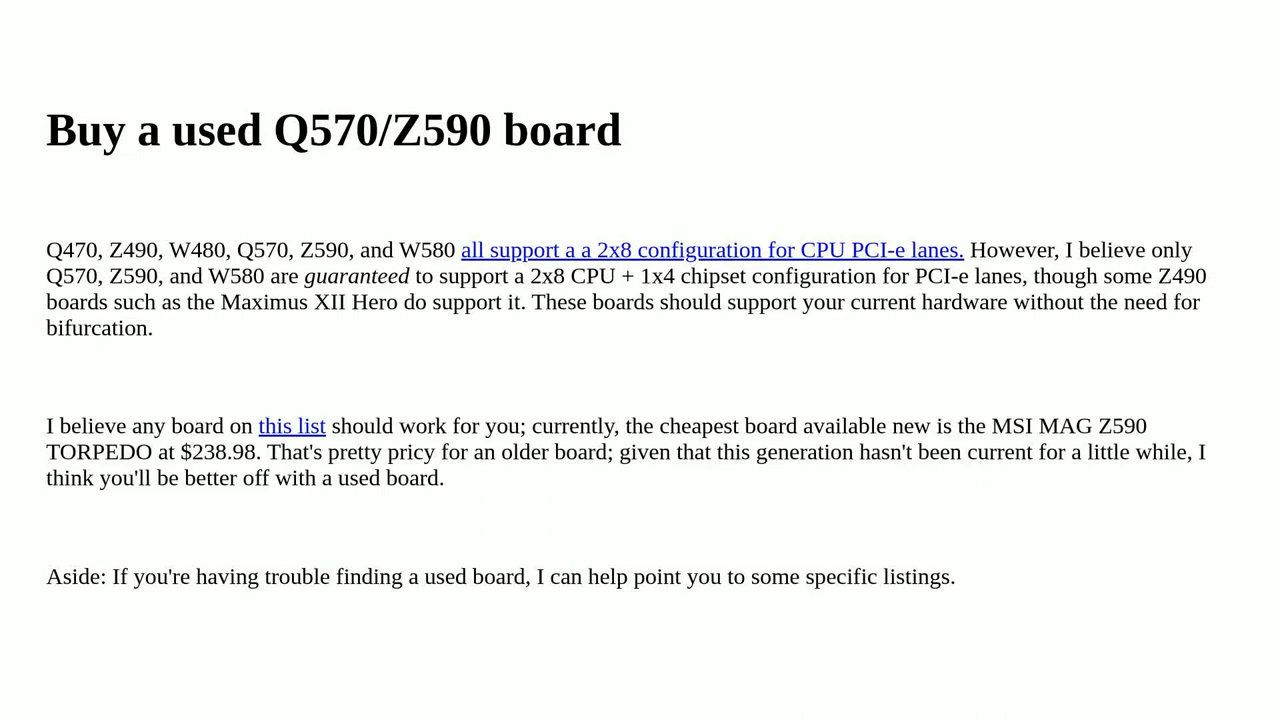 Buy a used Q570/Z590 board
Q470, Z490, W480, Q570, Z590, and W580 all support a a 2x8 configuration for CPU PCI-e lanes. However, I believe only
Q570, Z590, and W580 are guaranteed to support a 2x8 CPU + 1x4 chipset configuration for PCI-e lanes, though some Z490
boards such as the Maximus XII Hero do support it. These boards should support your current hardware without the need for
bifurcation.
I believe any board on this list should work for you; currently, the cheapest board available new is the MSI MAG Z590
TORPEDO at $238.98. That's pretty pricy for an older board; given that this generation hasn't been current for a little while, I
think you'll be better off with a used board.
Aside: If you're having trouble finding a used board, I can help point you to some specific listings.